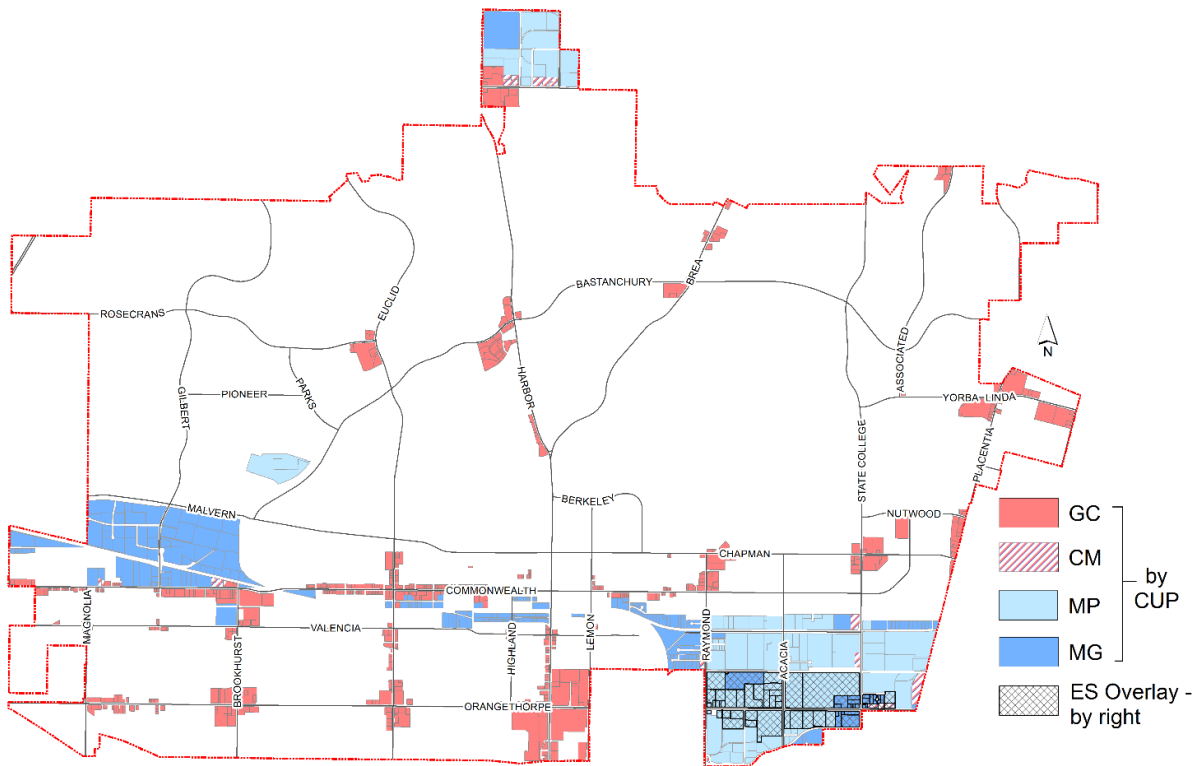 BREA
BASTANCHURY
EUCLID
ROSECRANS
N
ASSOCIATED
PARKS
HARBOR
GILBERT
PIONEER
YORBA LINDA
PLACENTIA
STATE COLLEGE
BERKELEY
MALVERN
NUTWOOD
GC
CHAPMAN
CM
by
CUP
COMMONWEALTH
MP
MAGNOLIA
VALENCIA
HIGHLAND
LEMON
RAYMOND
ACACIA
MG
BROOKHURST
ORANGETHORPE
ES Overlay -
by right